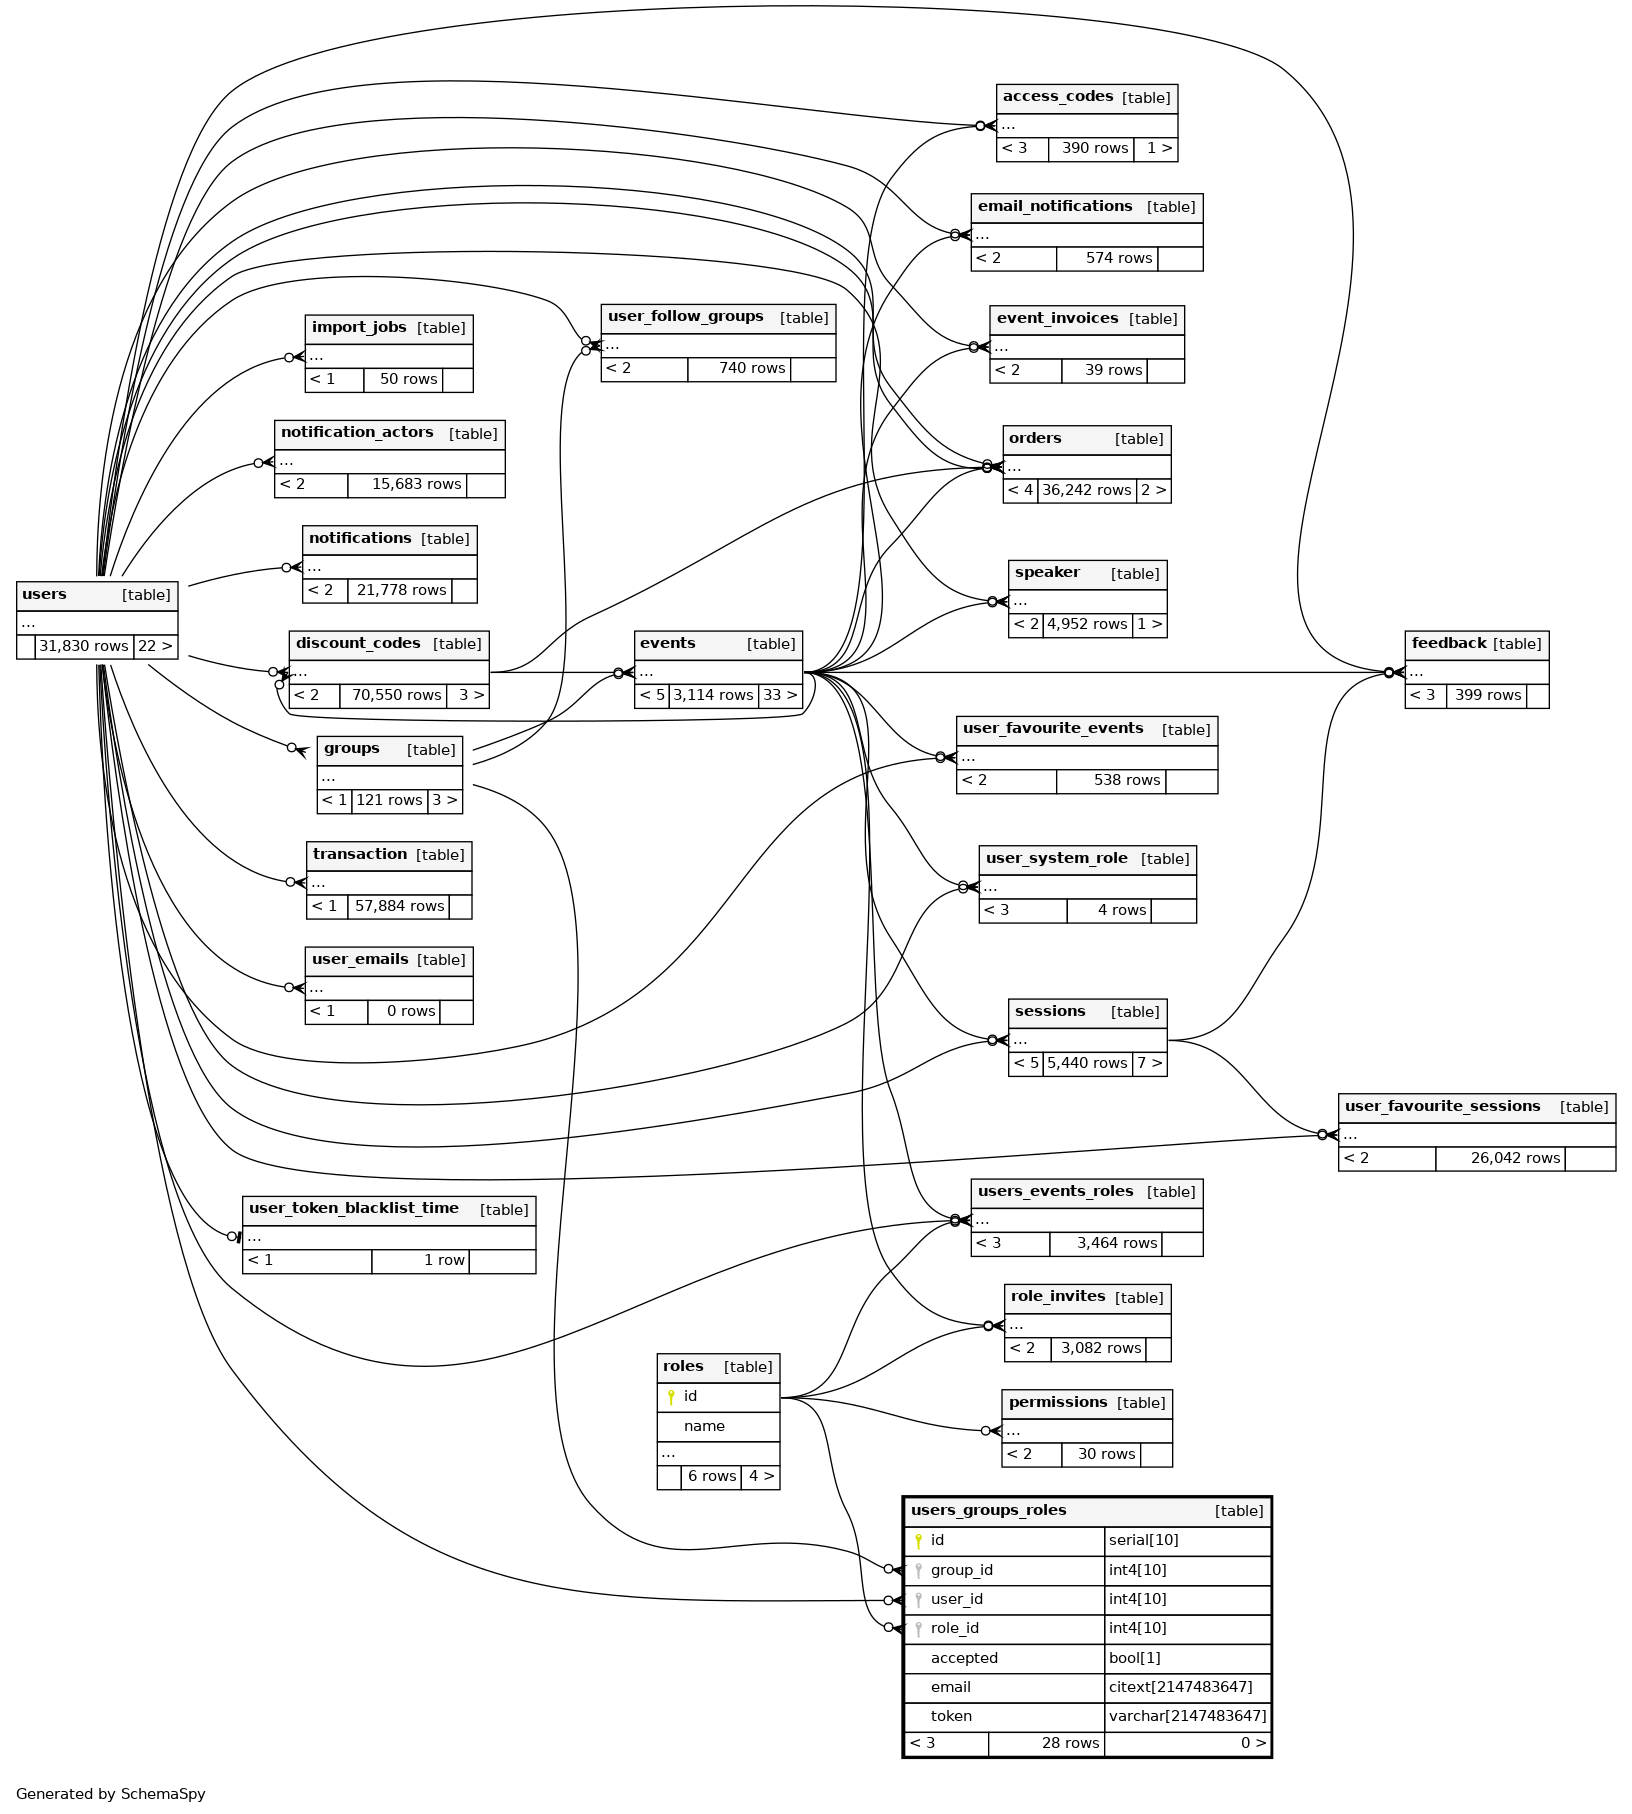 access_codes [table]
...
< 3 390 rows 1 >
email_notifications [table]
...
< 2 574 rows
user_follow_groups [table]
...
< 2 740 rows
event_invoices [table]
...
< 2 39 rows
import_jobs [table]
...
< 1 50 rows
notification_actors [table]
...
< 2 15,683 rows
orders [table]
...
< 4 36,242 rows 2 >
notifications [table]
...
< 2 21,778 rows
speaker [table]
...
< 2 4,952 rows 1 >
users [table]
...
31,830 rows 22 >
discount_codes [table]
...
< 2 70,550 rows 3 >
events [table]
...
< 5 3,114 rows 33 >
feedback [table]
...
< 3 399 rows
groups [table]
...
< 1 121 rows 3 >
user_favourite_events [table]
...
< 2 538 rows
transaction [table]
...
< 1 57,884 rows
user_system_role [table]
...
< 3 4 rows
user_emails [table]
...
< 1 0 rows
sessions [table]
...
< 5 5,440 rows 7 >
user_favourite_sessions [table]
...
< 2 26,042 rows
user_token_blacklist_time [table]
...
< 1 1 row
users_events_roles [table]
...
< 3 3,464 rows
role_invites [table]
...
< 2 3,082 rows
roles [table]
id
name
...
6 rows 4 >
permissions [table]
...
< 2 30 rows
users_groups_roles [table]
id serial[10]
group_id int4[10]
user_id int4[10]
role_id int4[10]
accepted bool[1]
email citext[2147483647]
token varchar[2147483647]
< 3 28 rows 0 >
Generated by SchemaSpy